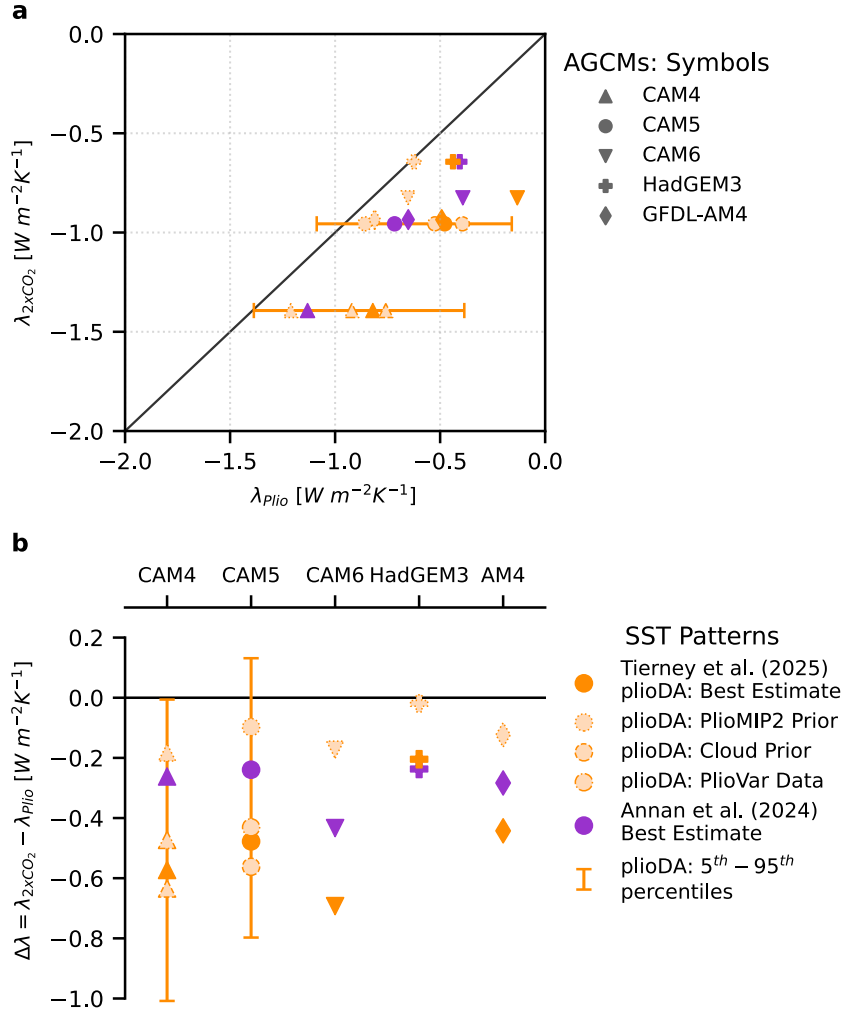 a
0.0
−0.5
−1.0
−1.5
−2.0
λ2xCO2 [W m−2K−1]
−2.0 −1.5 −1.0 −0.5 0.0
λPlio [W m−2K−1]
AGCMs: Symbols
CAM4
CAM5
CAM6
HadGEM3
GFDL-AM4
b
CAM4 CAM5 CAM6 HadGEM3 AM4
0.2
0.0
−0.2
−0.4
−0.6
−0.8
−1.0
Δλ = λ2xCO2 − λPlio [W m−2K−1]
SST Patterns
Tierney et al. (2025)
plioDA: Best Estimate
plioDA: PlioMIP2 Prior
plioDA: Cloud Prior
plioDA: PlioVar Data
Annan et al. (2024)
Best Estimate
plioDA: 5th − 95th
percentiles